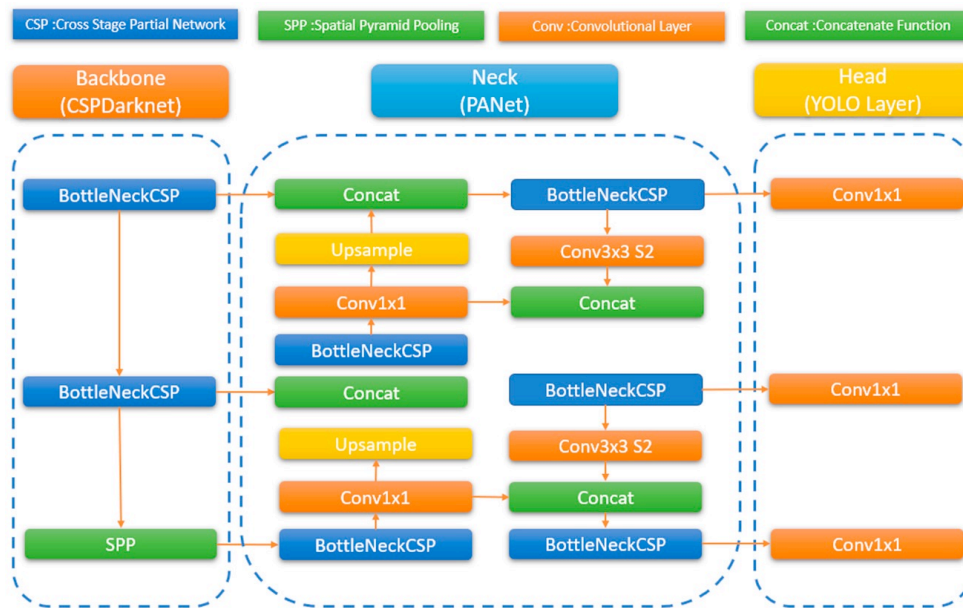 CSP :Cross Stage Partial Network
SPP :Spatial Pyramid Pooling
Conv :Convolutional Layer
Concat :Concatenate Function
Backbone
(CSPDarknet)
Neck
(PANet)
Head
(YOLO Layer)
BottleNeckCSP
Concat
BottleNeckCSP
Conv1x1
Upsample
Conv3x3 S2
Conv1x1
Concat
BottleNeckCSP
BottleNeckCSP
Concat
BottleNeckCSP
Conv1x1
Upsample
Conv3x3 S2
Conv1x1
Concat
SPP
BottleNeckCSP
BottleNeckCSP
Conv1x1